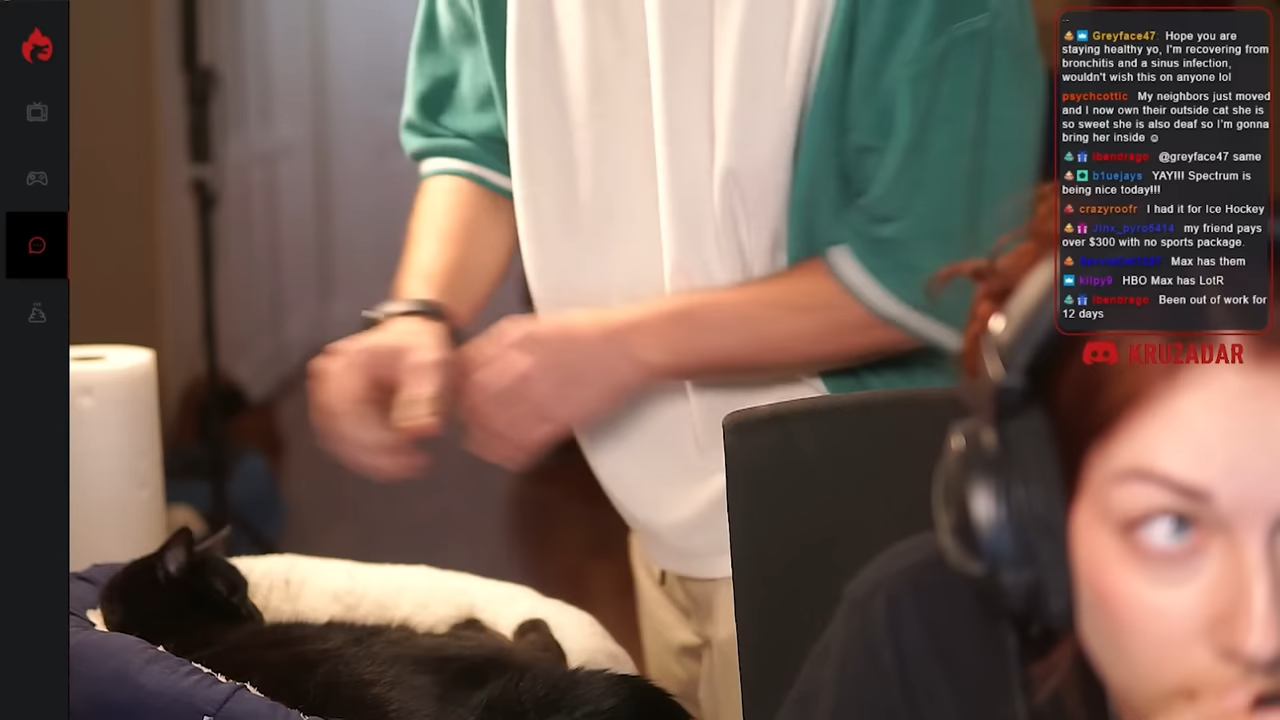 Greyface47 Hope you are
staying healthy yo, I'm recovering from
bronchitis and a sinus infection,
wouldn't wish this on anyone lol
psychcottic My neighbors just moved
and I now own their outside cat she is
so sweet she is also deaf so I'm gonna
bring her inside
@greyface47 same
b1uejays YAY!!! Spectrum is
being nice today!!!
crazyroofr I had it for Ice Hockey
Jinx_pyro5414 my friend pays
over $300 with no sports package.
Max has them
kilpy9 HBO Max has LotR
Been out of work for
12 days
KRUZADAR